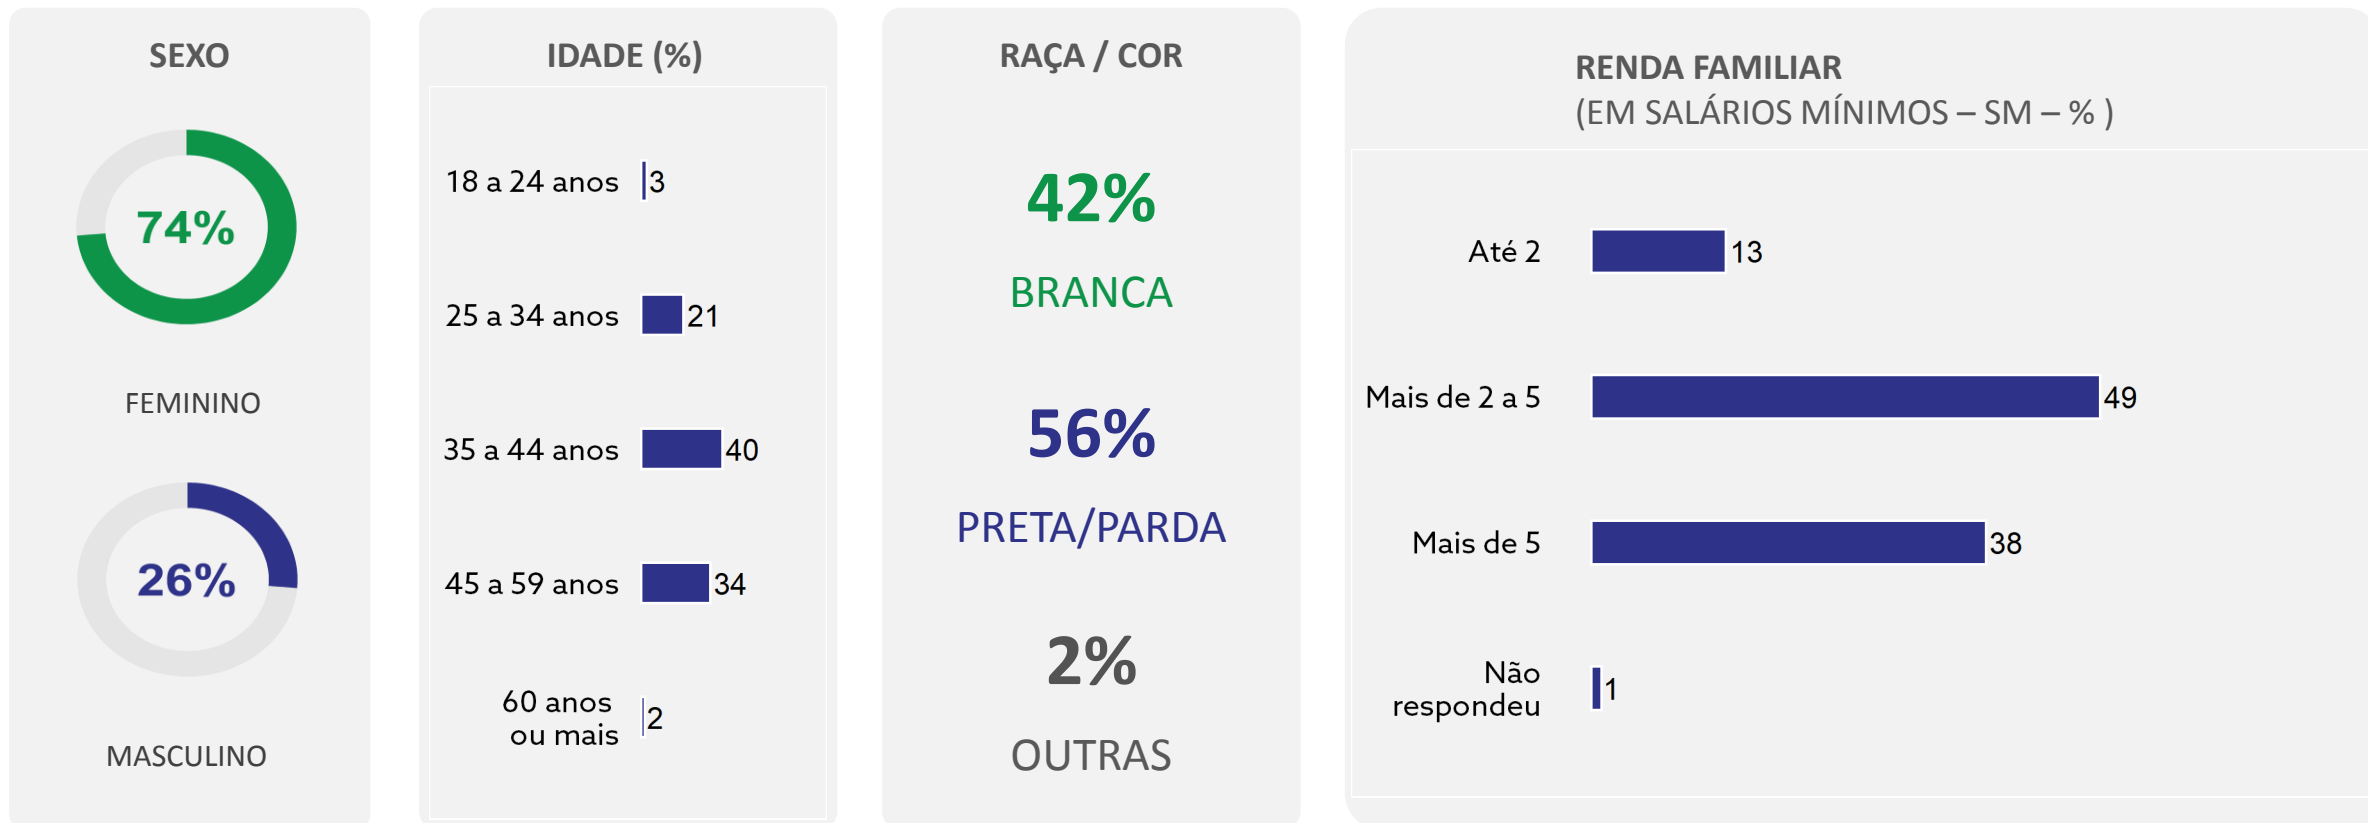 SEXO
74%
FEMININO
26%
MASCULINO
IDADE (%)
18 a 24 anos 3
25 a 34 anos 21
35 a 44 anos 40
45 a 59 anos 34
60 anos
ou mais 2
RAÇA / COR
42%
BRANCA
56%
PRETA/PARDA
2%
OUTRAS
RENDA FAMILIAR
(EM SALÁRIOS MÍNIMOS – SM – % )
Até 2 13
Mais de 2 a 5 49
Mais de 5 38
Não
respondeu 1